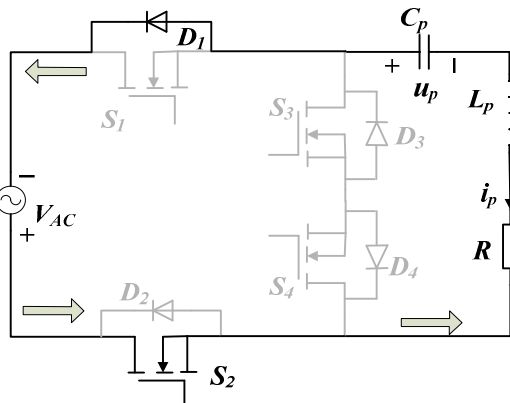 D1
Cp
+
−
up
Lp
S1
S3
D3
−
VAC
+
ip
R
S4
D4
D2
S2